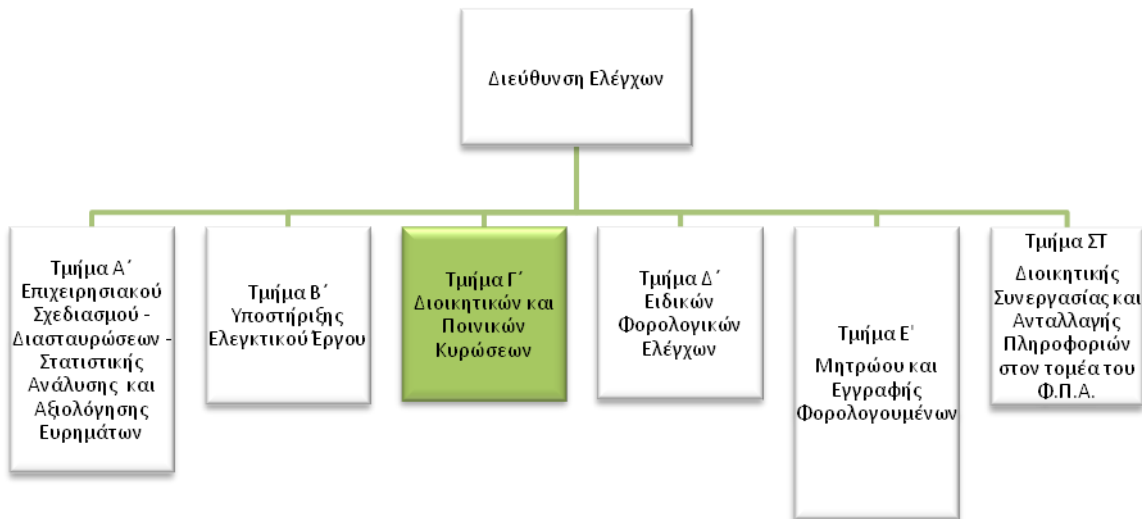 Διεύθυνση Ελέγχων
Τμήμα Α΄
Επιχειρησιακού
Σχεδιασμού -
Διασταυρώσεων -
Στατιστικής
Ανάλυσης και
Αξιολόγησης
Ευρημάτων
Τμήμα Β΄
Υποστήριξης
Ελεγκτικού Έργου
Τμήμα Γ΄
Διοικητικών και
Ποινικών
Κυρώσεων
Τμήμα Δ΄
Ειδικών
Φορολογικών
Ελέγχων
Τμήμα Ε'
Μητρώου και
Εγγραφής
Φορολογουμένων
Τμήμα ΣΤ
Διοικητικής
Συνεργασίας και
Ανταλλαγής
Πληροφοριών
στον τομέα του
Φ.Π.Α.